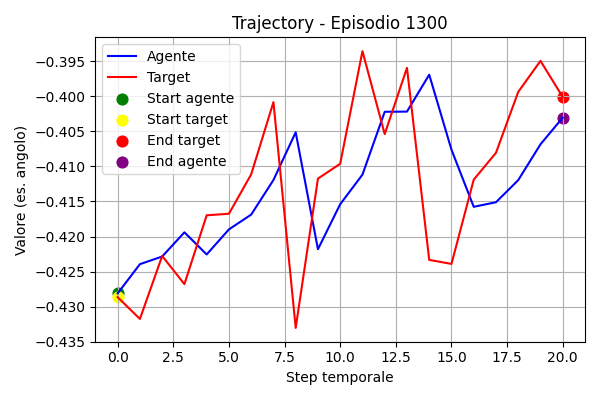 Trajectory - Episodio 1300
Agente
Target
Start agente
Start target
End target
End agente
Valore (es. angolo)
−0.395
−0.400
−0.405
−0.410
−0.415
−0.420
−0.425
−0.430
−0.435
0.0 2.5 5.0 7.5 10.0 12.5 15.0 17.5 20.0
Step temporale